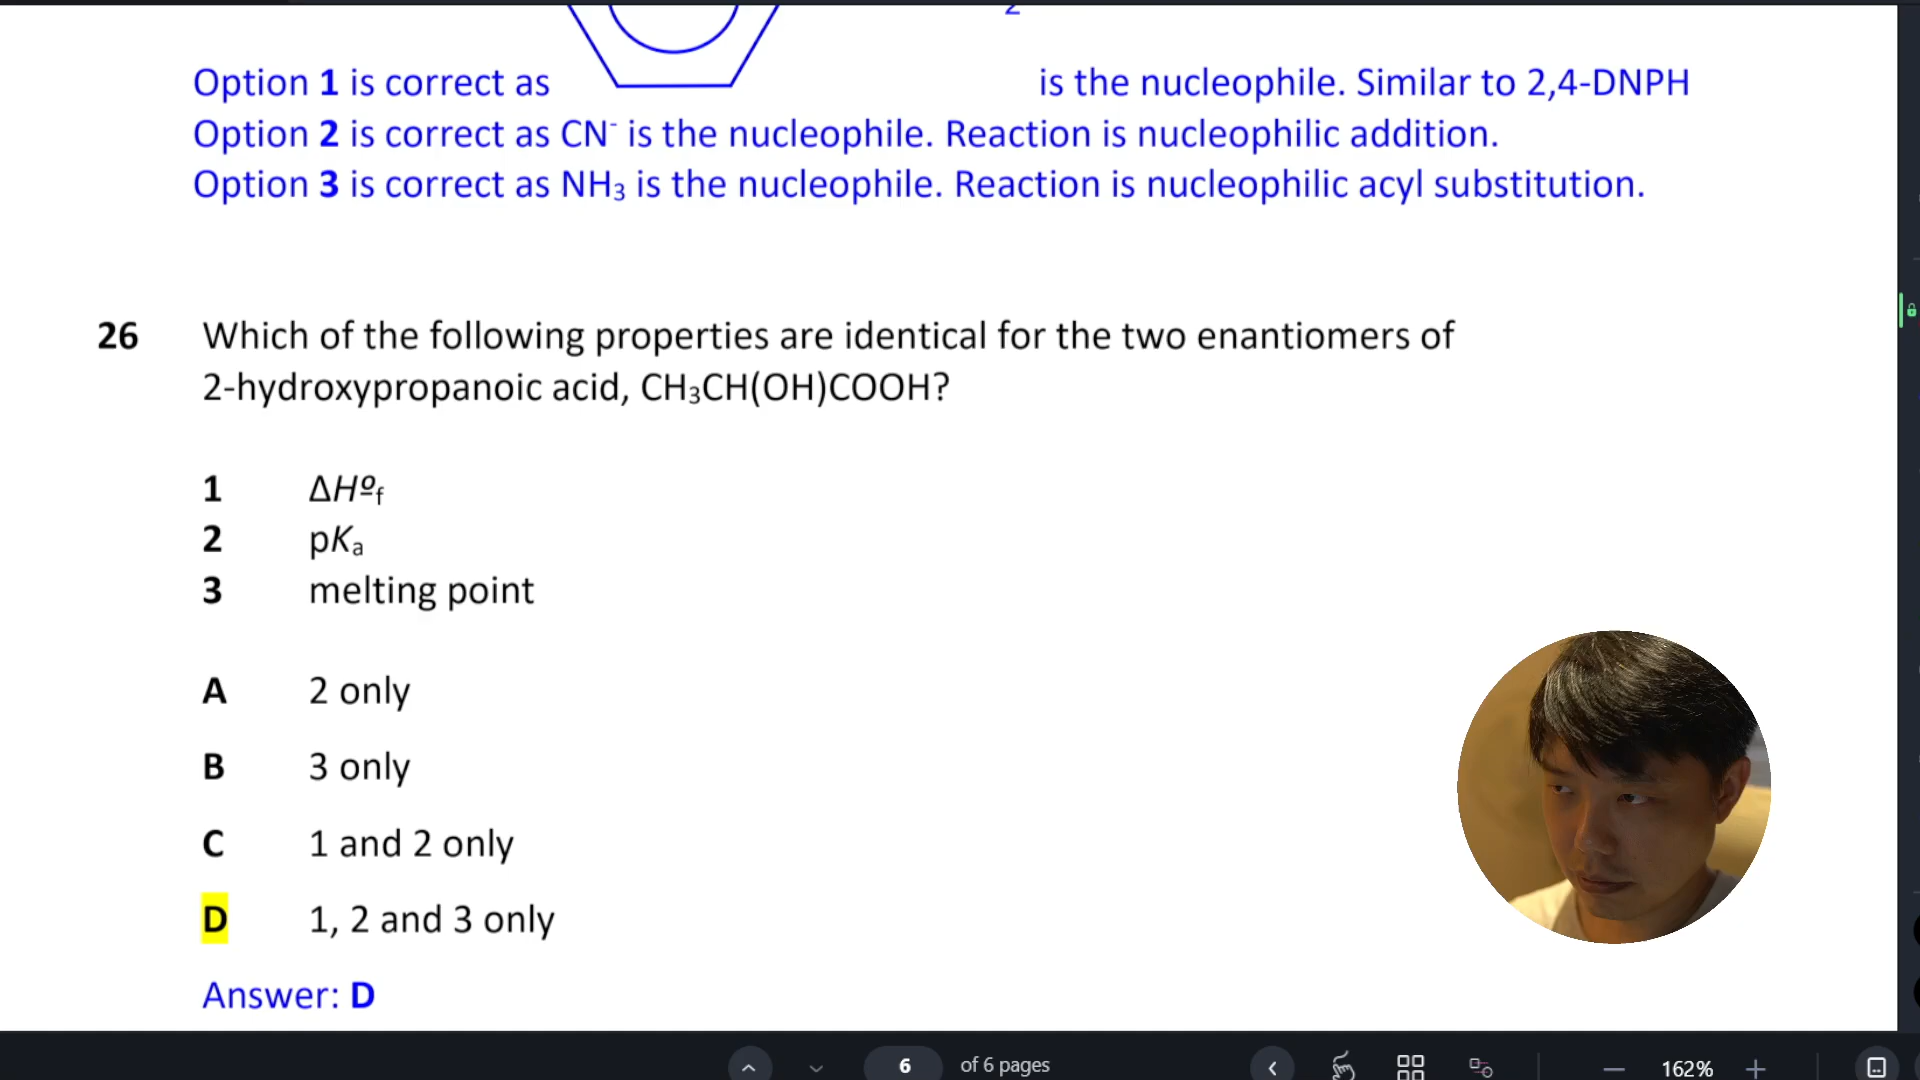 2
Option 1 is correct as is the nucleophile. Similar to 2,4-DNPH
Option 2 is correct as CN⁻ is the nucleophile. Reaction is nucleophilic addition.
Option 3 is correct as NH₃ is the nucleophile. Reaction is nucleophilic acyl substitution.
26 Which of the following properties are identical for the two enantiomers of
2-hydroxypropanoic acid, CH₃CH(OH)COOH?
1 ΔHº_f
2 pKₐ
3 melting point
A 2 only
B 3 only
C 1 and 2 only
D 1, 2 and 3 only
Answer: D
6 of 6 pages
162%